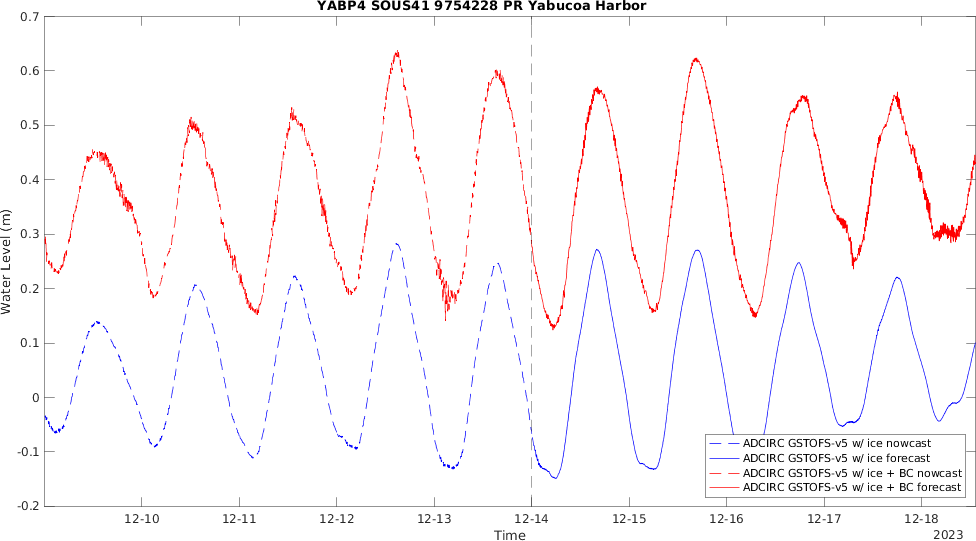 YABP4 SOUS41 9754228 PR Yabucoa Harbor
Water Level (m)
0.7
0.6
0.5
0.4
0.3
0.2
0.1
0
-0.1
-0.2
12-10
12-11
12-12
12-13
12-14
12-15
12-16
12-17
12-18
Time
2023
ADCIRC GSTOFS-v5 w/ ice nowcast
ADCIRC GSTOFS-v5 w/ ice forecast
ADCIRC GSTOFS-v5 w/ ice + BC nowcast
ADCIRC GSTOFS-v5 w/ ice + BC forecast